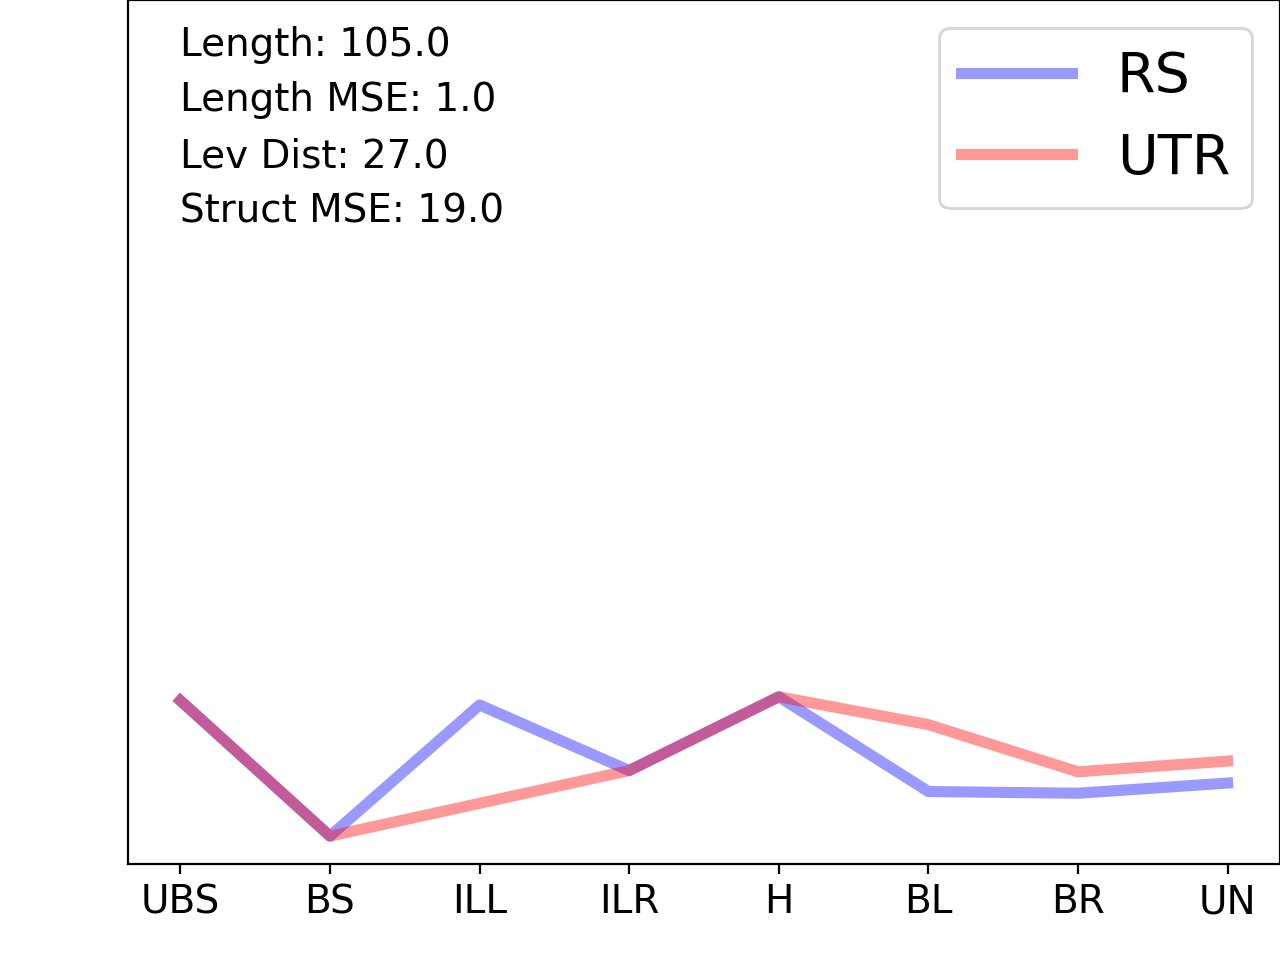 Length: 105.0
Length MSE: 1.0
Lev Dist: 27.0
Struct MSE: 19.0
RS
UTR
UBS BS ILL ILR H BL BR UN